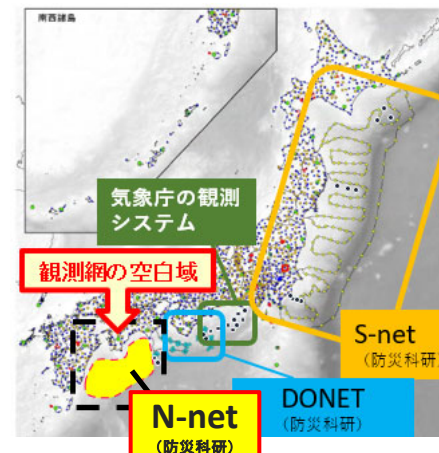 南西諸島
気象庁の観測
システム
観測網の空白域
S-net
(防災科研)
DONET
(防災科研)
N-net
(防災科研)